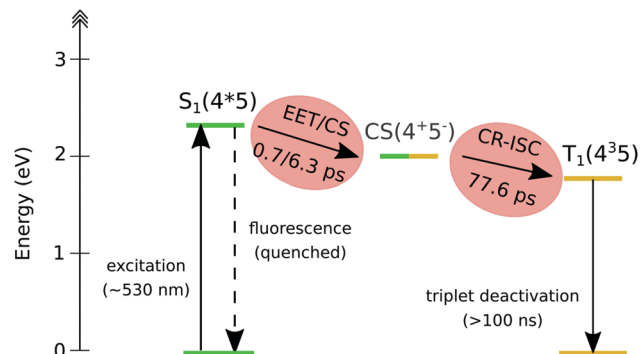 3
2
1
0
Energy (eV)
S₁(4*5)
EET/CS
0.7/6.3 ps
CS(4⁺5⁻)
CR-ISC
77.6 ps
T₁(4³5)
fluorescence
(quenched)
excitation
(~530 nm)
triplet deactivation
(>100 ns)